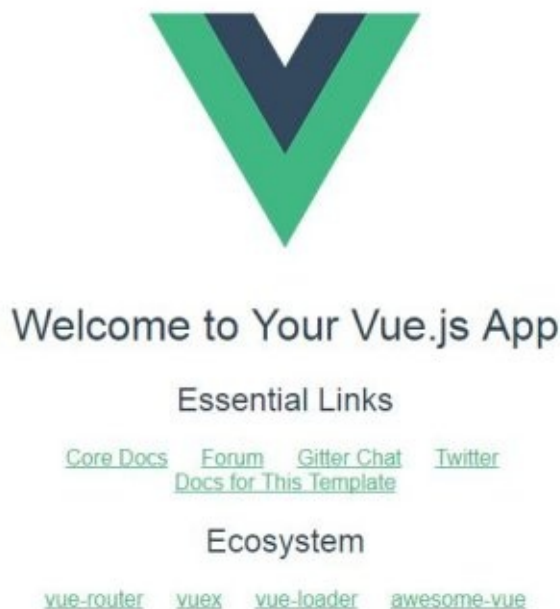 Welcome to Your Vue.js App
Essential Links
Core Docs Forum Gitter Chat Twitter
Docs for This Template
Ecosystem
vue-router vuex vue-loader awesome-vue